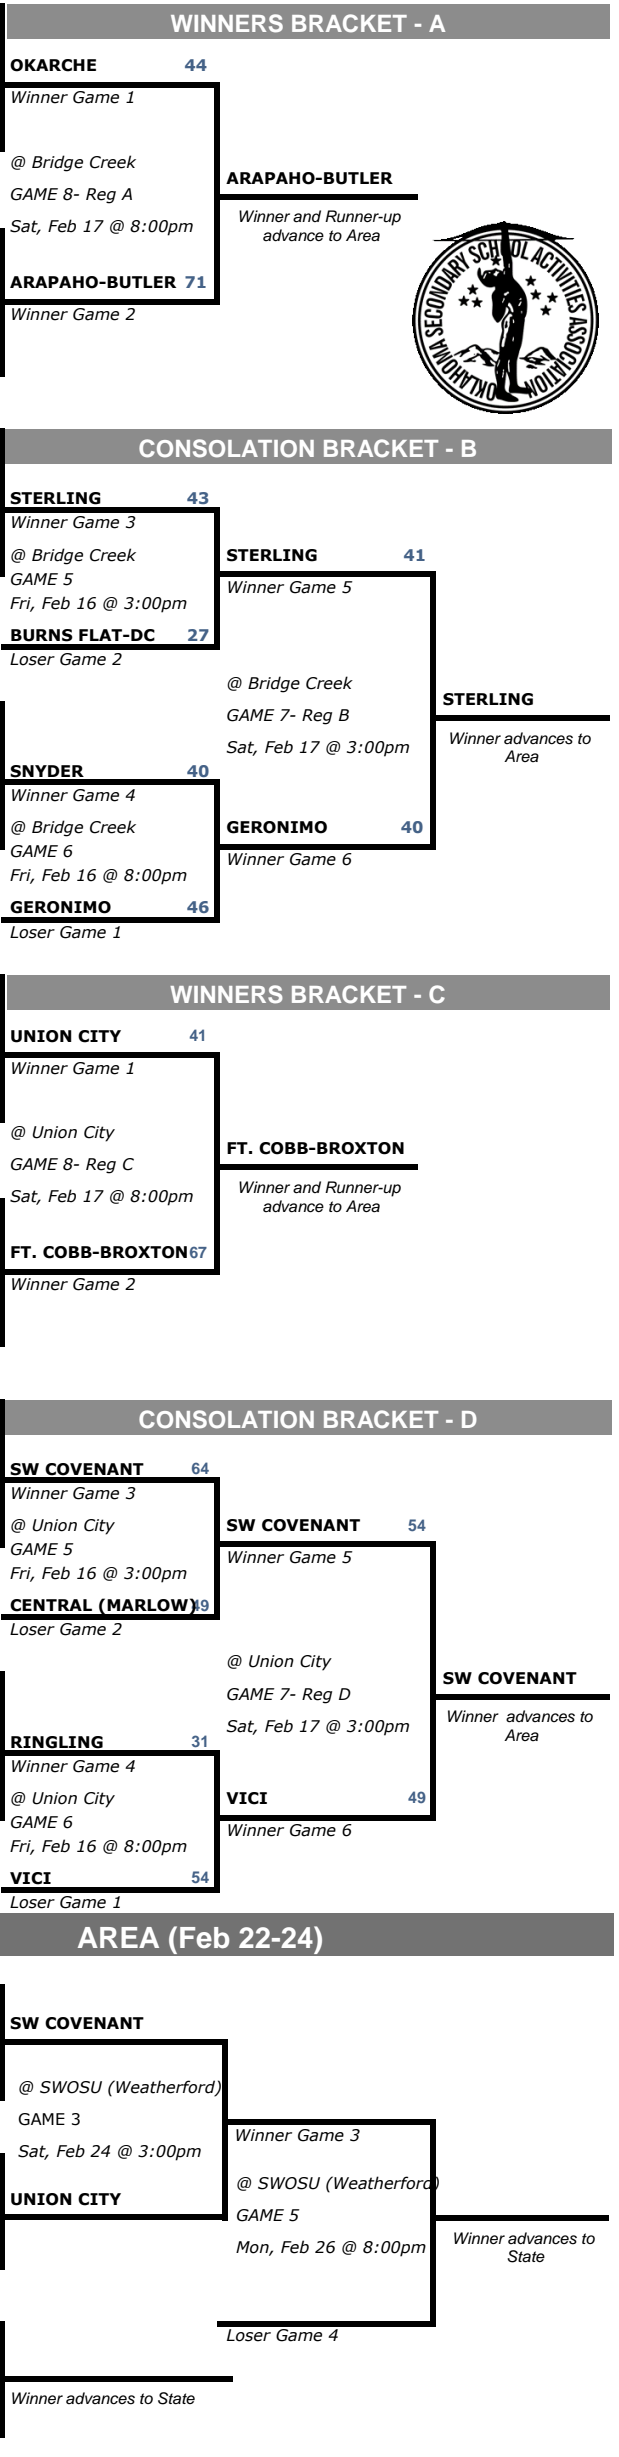 WINNERS BRACKET - A
OKARCHE 44
Winner Game 1
@ Bridge Creek
GAME 8- Reg A
Sat, Feb 17 @ 8:00pm
ARAPAHO-BUTLER 71
Winner Game 2
ARAPAHO-BUTLER
Winner and Runner-up
advance to Area
OKLAHOMA SECONDARY SCHOOL ACTIVITIES ASSOCIATION
CONSOLATION BRACKET - B
STERLING 43
Winner Game 3
@ Bridge Creek
GAME 5
Fri, Feb 16 @ 3:00pm
BURNS FLAT-DC 27
Loser Game 2
STERLING 41
Winner Game 5
@ Bridge Creek
GAME 7- Reg B
Sat, Feb 17 @ 3:00pm
STERLING
Winner advances to
Area
SNYDER 40
Winner Game 4
@ Bridge Creek
GAME 6
Fri, Feb 16 @ 8:00pm
GERONIMO 46
Loser Game 1
GERONIMO 40
Winner Game 6
WINNERS BRACKET - C
UNION CITY 41
Winner Game 1
@ Union City
GAME 8- Reg C
Sat, Feb 17 @ 8:00pm
FT. COBB-BROXTON 67
Winner Game 2
FT. COBB-BROXTON
Winner and Runner-up
advance to Area
CONSOLATION BRACKET - D
SW COVENANT 64
Winner Game 3
@ Union City
GAME 5
Fri, Feb 16 @ 3:00pm
CENTRAL (MARLOW) 49
Loser Game 2
SW COVENANT 54
Winner Game 5
@ Union City
GAME 7- Reg D
Sat, Feb 17 @ 3:00pm
SW COVENANT
Winner  advances to
Area
RINGLING 31
Winner Game 4
@ Union City
GAME 6
Fri, Feb 16 @ 8:00pm
VICI 54
Loser Game 1
VICI 49
Winner Game 6
AREA (Feb 22-24)
SW COVENANT
@ SWOSU (Weatherford)
GAME 3
Sat, Feb 24 @ 3:00pm
UNION CITY
Winner Game 3
@ SWOSU (Weatherford)
GAME 5
Mon, Feb 26 @ 8:00pm
Winner advances to
State
Loser Game 4
Winner advances to State